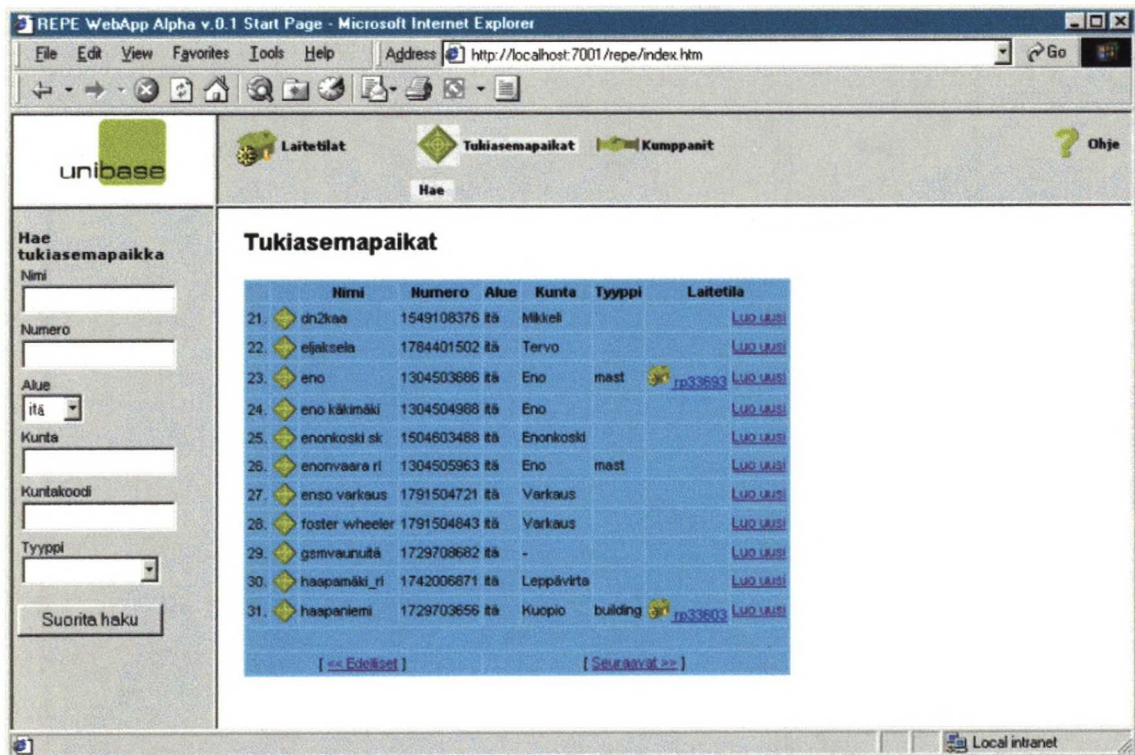 REPE WebApp Alpha v.0.1 Start Page - Microsoft Internet Explorer
File Edit View Favorites Tools Help Address http://localhost:7001/repe/index.htm Go
unibase
Laitetilat Tukiasemapaikat Kumppanit Ohje
Hae
Hae
tukiasemapaikka
Nimi
Numero
Alue
itä
Kunta
Kuntakoodi
Tyyppi
Suorita haku
Tukiasemapaikat
Nimi Numero Alue Kunta Tyyppi Laitetila
21. dn2kaa 1549108376 itä Mikkeli Luo uusi
22. eljaksela 1784401502 itä Tervo Luo uusi
23. eno 1304503686 itä Eno mast rp33693 Luo uusi
24. eno käkimäki 1304504988 itä Eno Luo uusi
25. enonkoski sk 1504603488 itä Enonkoski Luo uusi
26. enonvaara rl 1304505963 itä Eno mast Luo uusi
27. enso varkaus 1791504721 itä Varkaus Luo uusi
28. foster wheeler 1791504843 itä Varkaus Luo uusi
29. gsmvaunuitä 1729708682 itä - Luo uusi
30. haapamäki_rl 1742006871 itä Leppävirta Luo uusi
31. haapaniemi 1729703656 itä Kuopio building rp33603 Luo uusi
[ << Edelliset ] [ Seuraavat >> ]
Local intranet